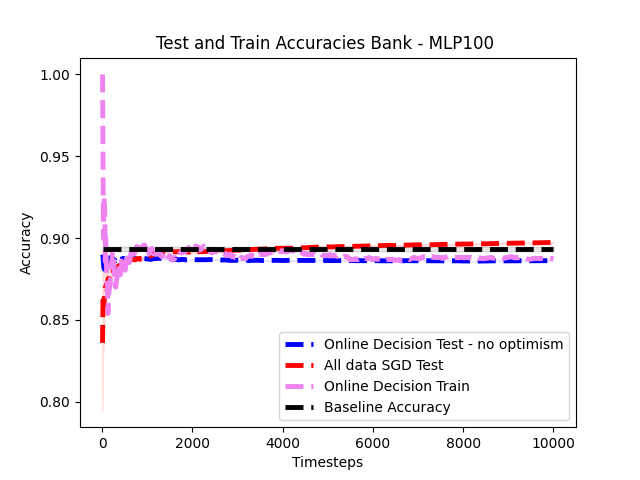 Test and Train Accuracies Bank - MLP100
1.00
0.95
0.90
0.85
0.80
Accuracy
Online Decision Test - no optimism
All data SGD Test
Online Decision Train
Baseline Accuracy
0 2000 4000 6000 8000 10000
Timesteps